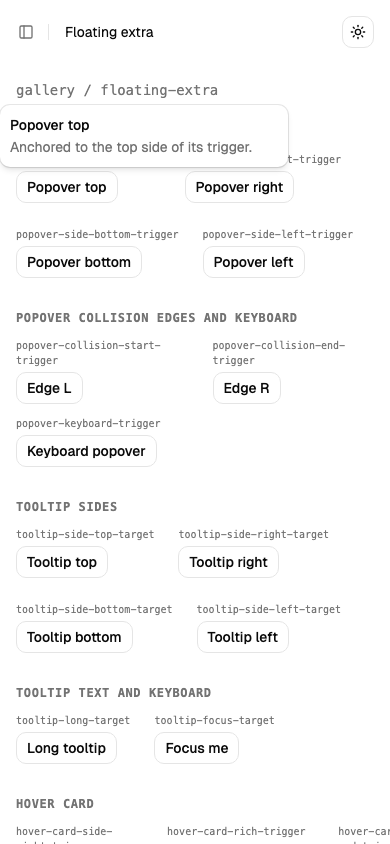 Floating extra
gallery / floating-extra
Popover top
Anchored to the top side of its trigger.
t-trigger
Popover top
Popover right
popover-side-bottom-trigger
popover-side-left-trigger
Popover bottom
Popover left
POPOVER COLLISION EDGES AND KEYBOARD
popover-collision-start-
trigger
popover-collision-end-
trigger
Edge L
Edge R
popover-keyboard-trigger
Keyboard popover
TOOLTIP SIDES
tooltip-side-top-target
tooltip-side-right-target
Tooltip top
Tooltip right
tooltip-side-bottom-target
tooltip-side-left-target
Tooltip bottom
Tooltip left
TOOLTIP TEXT AND KEYBOARD
tooltip-long-target
tooltip-focus-target
Long tooltip
Focus me
HOVER CARD
hover-card-side-
hover-card-rich-trigger
hover-car